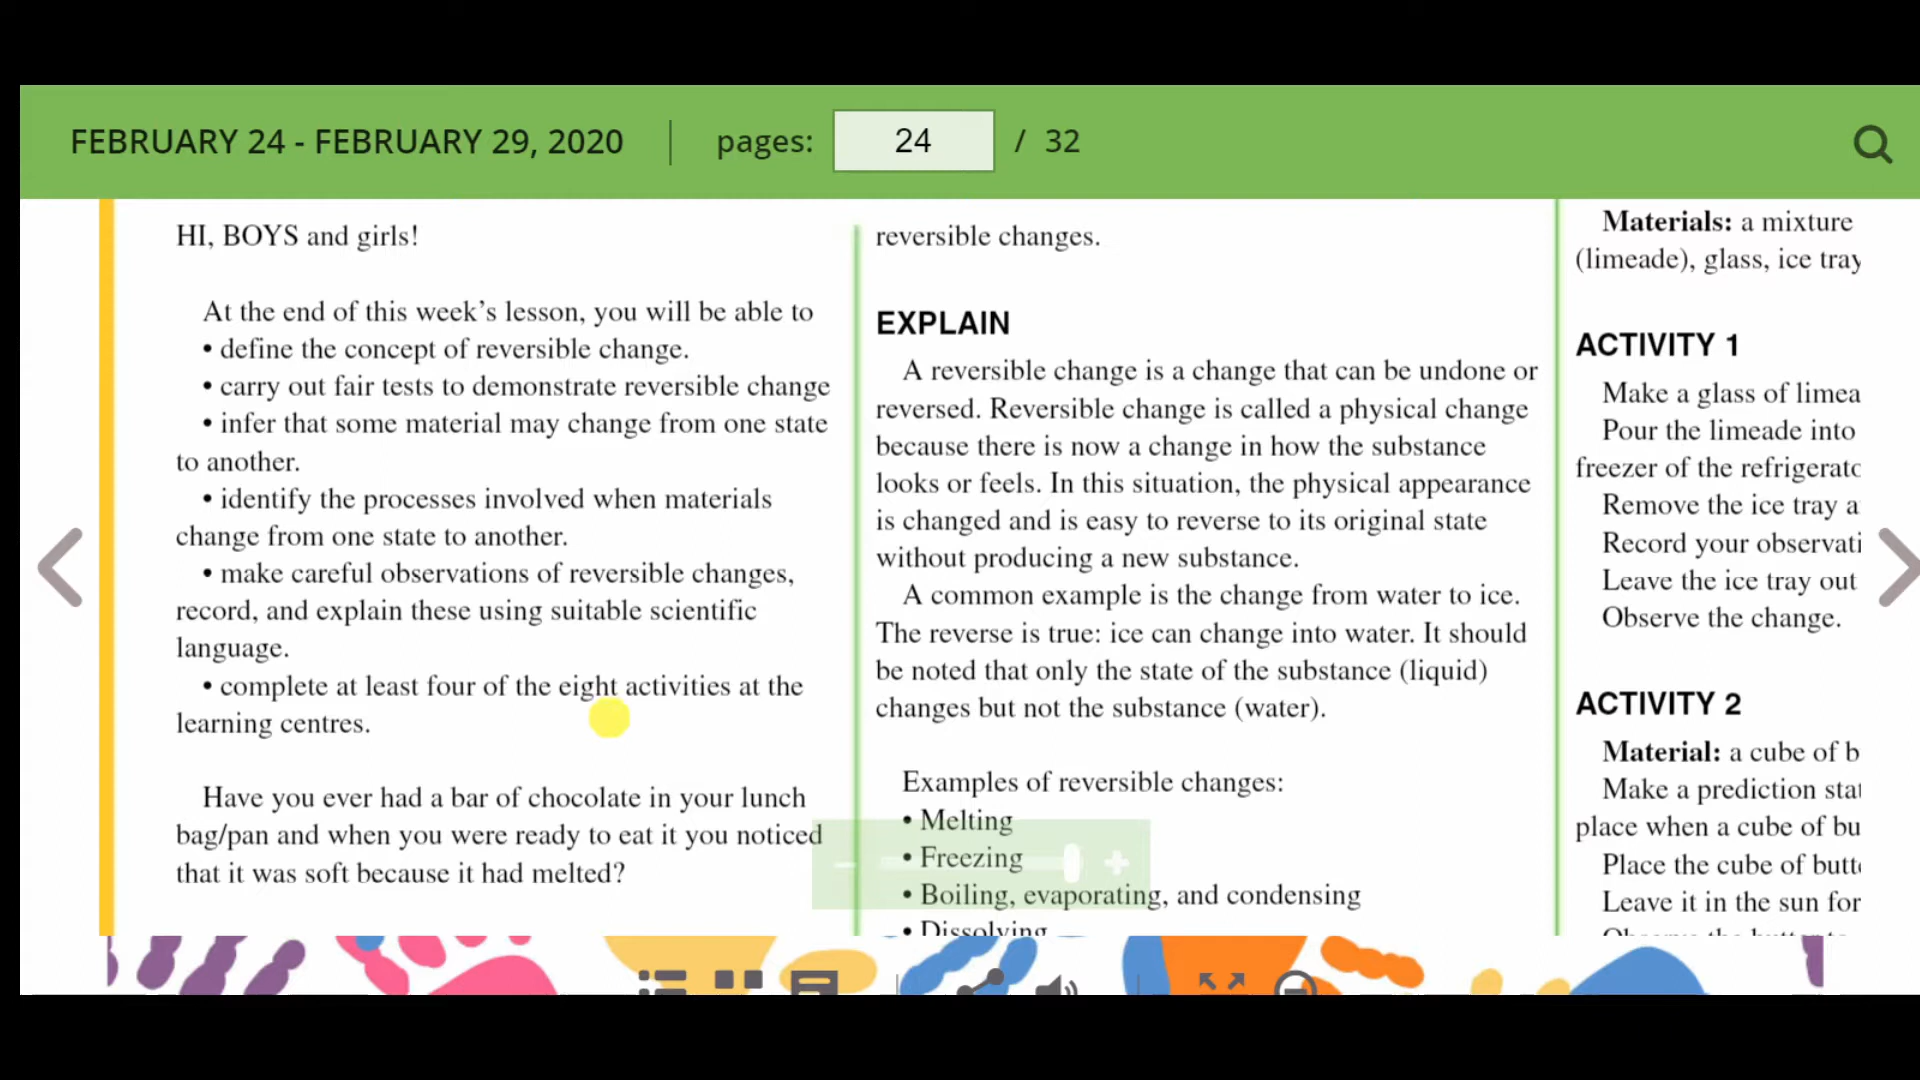 FEBRUARY 24 - FEBRUARY 29, 2020
pages: 24 / 32
HI, BOYS and girls!
At the end of this week’s lesson, you will be able to
• define the concept of reversible change.
• carry out fair tests to demonstrate reversible change
• infer that some material may change from one state
to another.
• identify the processes involved when materials
change from one state to another.
• make careful observations of reversible changes,
record, and explain these using suitable scientific
language.
• complete at least four of the eight activities at the
learning centres.
Have you ever had a bar of chocolate in your lunch
bag/pan and when you were ready to eat it you noticed
that it was soft because it had melted?
reversible changes.
EXPLAIN
A reversible change is a change that can be undone or
reversed. Reversible change is called a physical change
because there is now a change in how the substance
looks or feels. In this situation, the physical appearance
is changed and is easy to reverse to its original state
without producing a new substance.
A common example is the change from water to ice.
The reverse is true: ice can change into water. It should
be noted that only the state of the substance (liquid)
changes but not the substance (water).
Examples of reversible changes:
• Melting
• Freezing
• Boiling, evaporating, and condensing
• Dissolving
Materials: a mixture
(limeade), glass, ice tray
ACTIVITY 1
Make a glass of limea
Pour the limeade into
freezer of the refrigerato
Remove the ice tray a
Record your observati
Leave the ice tray out
Observe the change.
ACTIVITY 2
Material: a cube of b
Make a prediction sta
place when a cube of bu
Place the cube of butt
Leave it in the sun for